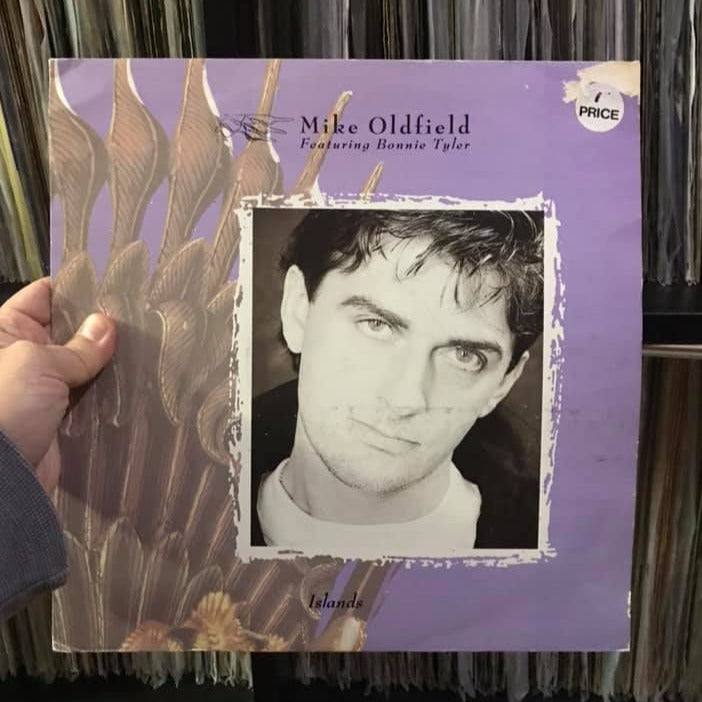 Mike Oldfield
Featuring Bonnie Tyler
PRICE
Islands